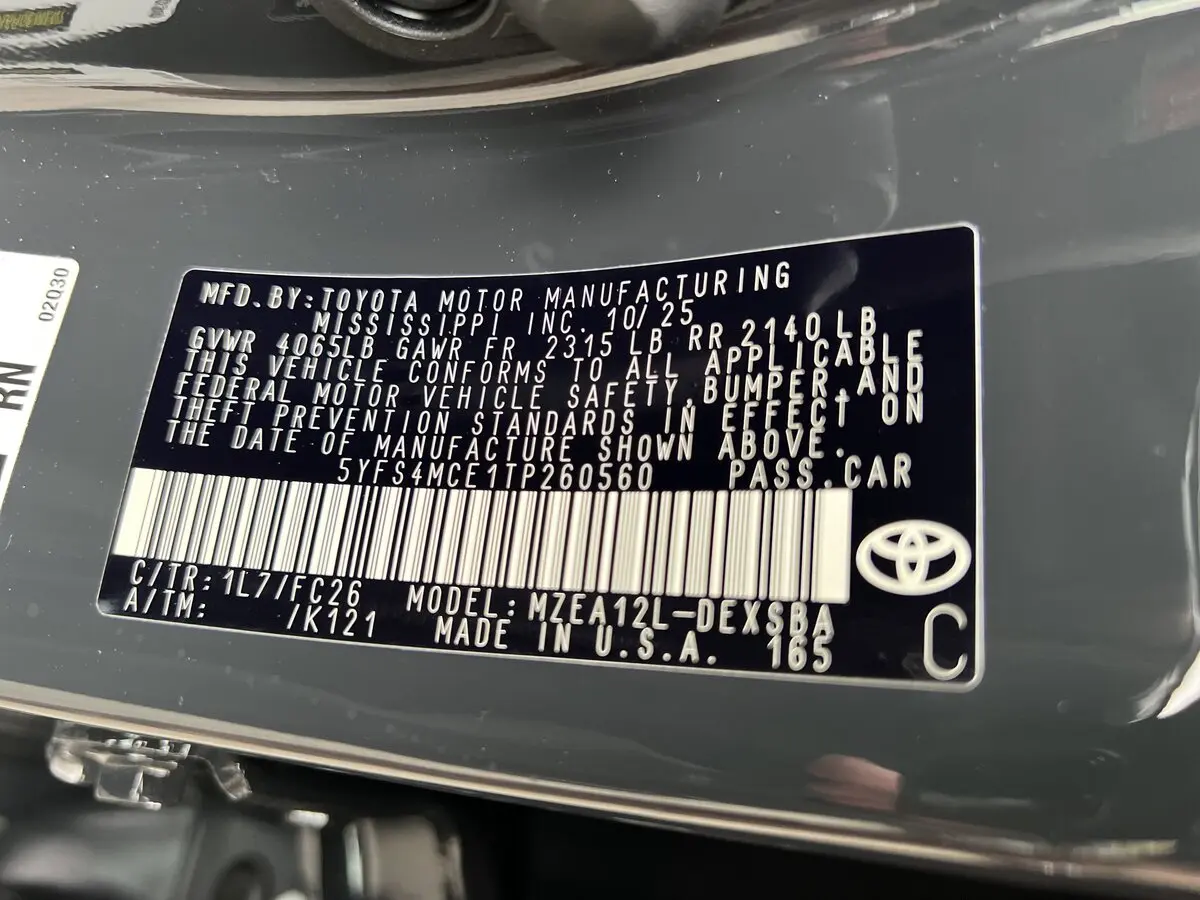 MFD.BY:TOYOTA MOTOR MANUFACTURING
MISSISSIPPI INC. 10/25
GVWR 4065LB GAWR FR 2315 LB RR 2140 LB
THIS VEHICLE CONFORMS TO ALL APPLICABLE
FEDERAL MOTOR VEHICLE SAFETY,BUMPER,AND
THEFT PREVENTION STANDARDS IN EFFECT ON
THE DATE OF MANUFACTURE SHOWN ABOVE.
5YFS4MCE1TP260560 PASS.CAR
C/TR: 1L7/FC26 MODEL: MZEA12L-DEXSBA
A/TM: /K121 MADE IN U.S.A. 165
C
02Q30
RN